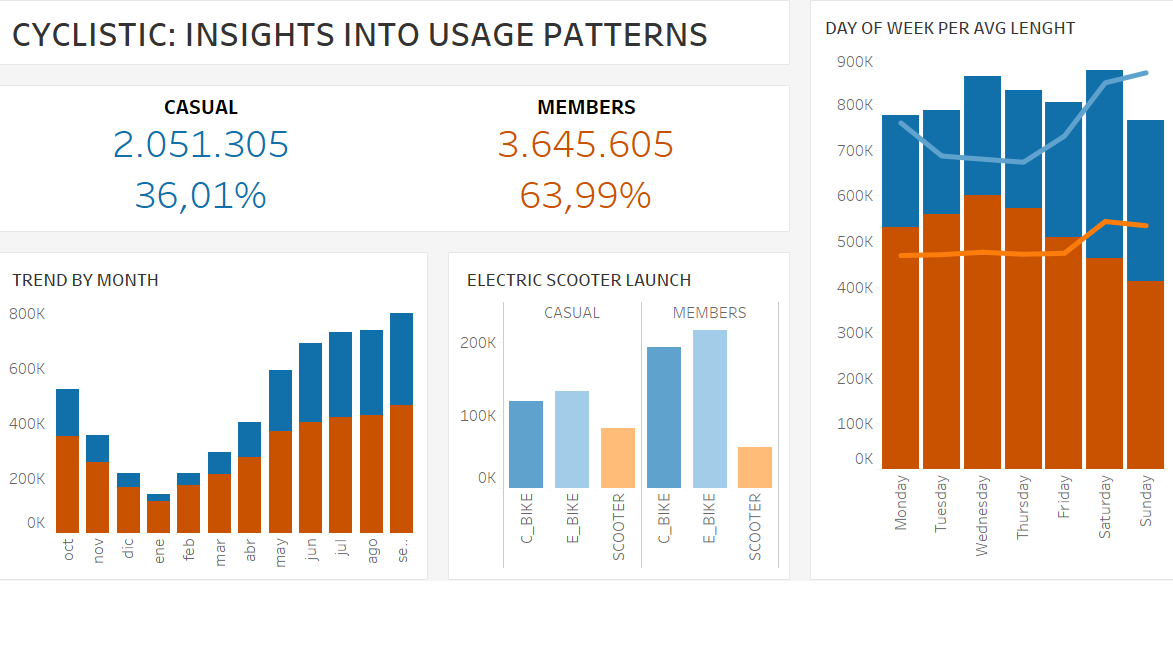 CYCLISTIC: INSIGHTS INTO USAGE PATTERNS
CASUAL
2.051.305
36,01%
MEMBERS
3.645.605
63,99%
TREND BY MONTH
800K
600K
400K
200K
0K
oct
nov
dic
ene
feb
mar
abr
may
jun
jul
ago
se..
ELECTRIC SCOOTER LAUNCH
CASUAL
MEMBERS
200K
100K
0K
C_BIKE
E_BIKE
SCOOTER
C_BIKE
E_BIKE
SCOOTER
DAY OF WEEK PER AVG LENGHT
900K
800K
700K
600K
500K
400K
300K
200K
100K
0K
Monday
Tuesday
Wednesday
Thursday
Friday
Saturday
Sunday